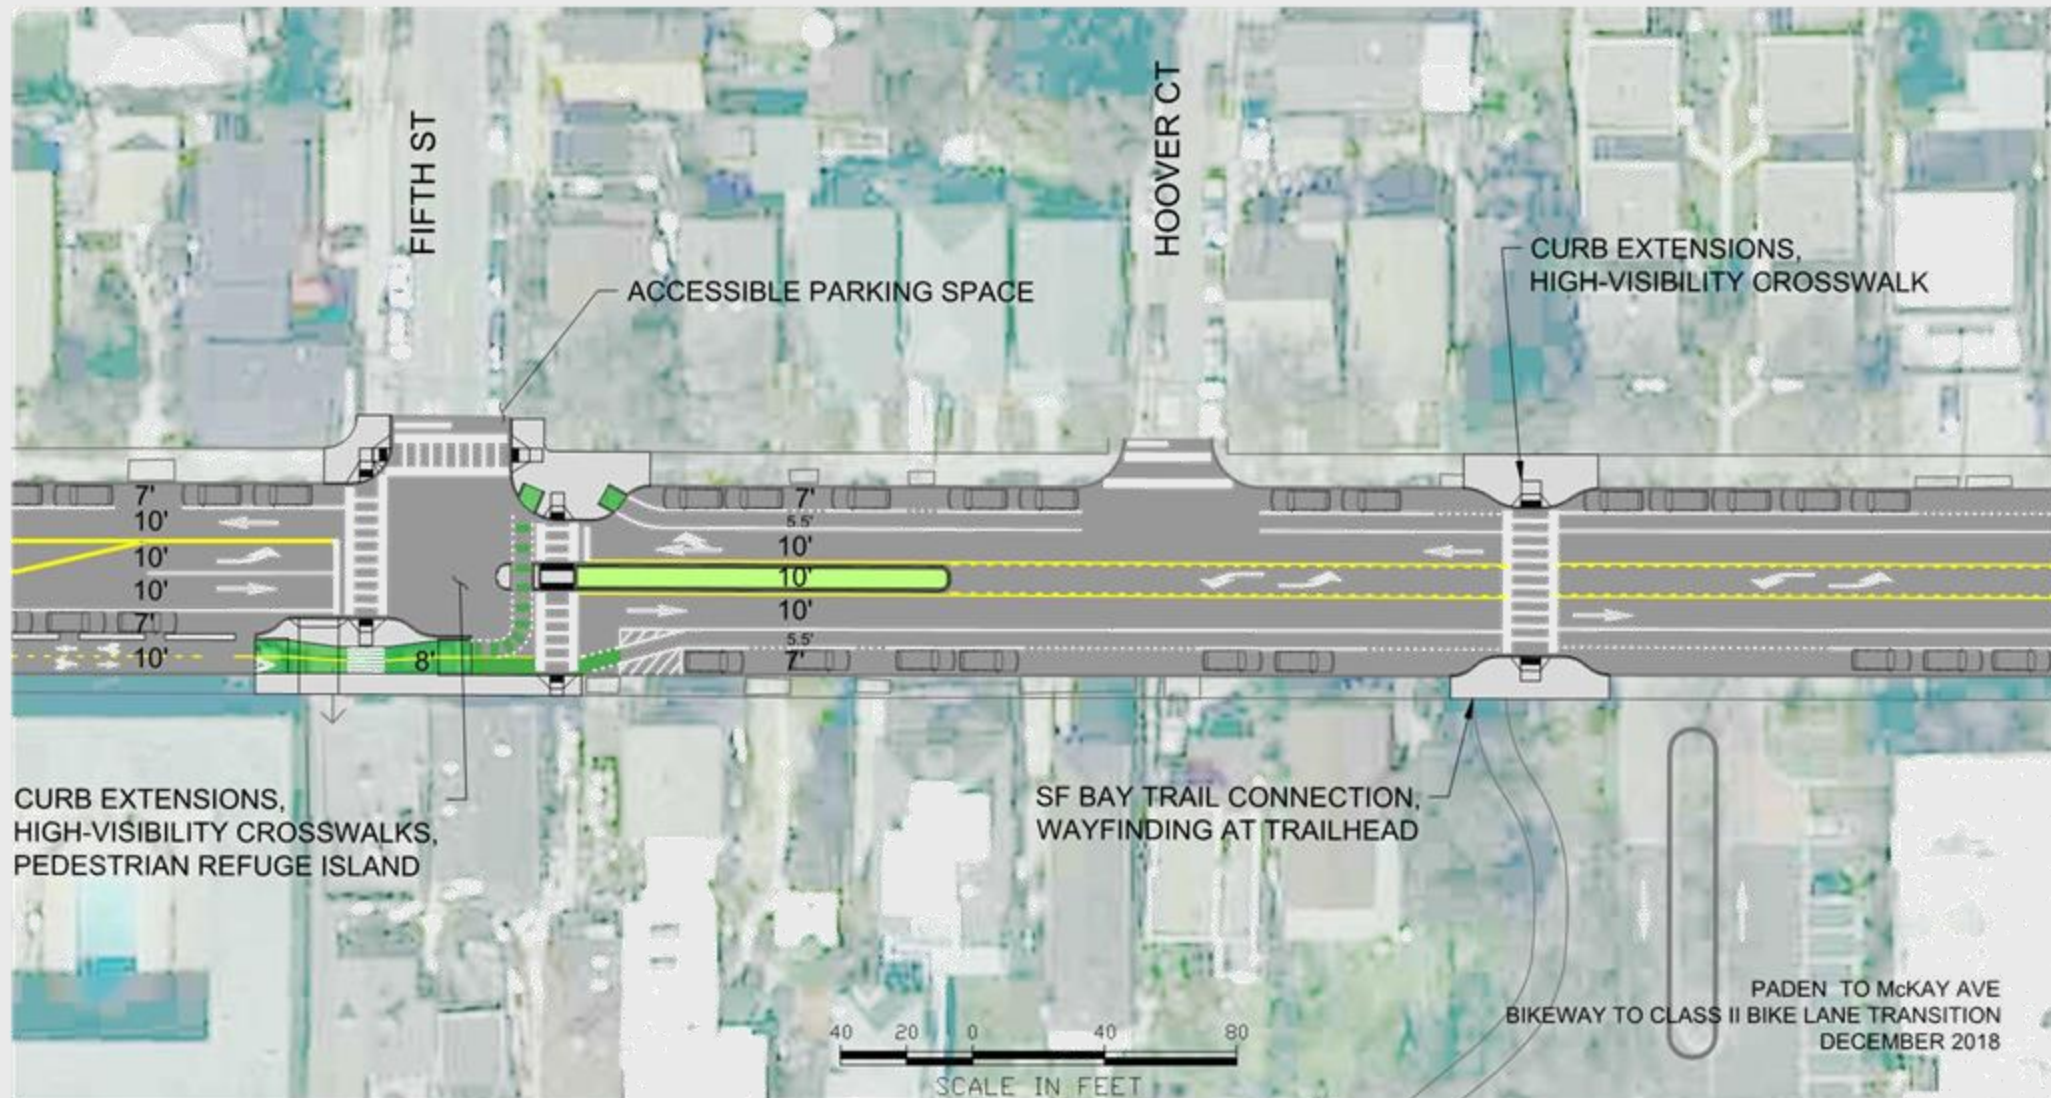 FIFTH ST
HOOVER CT
ACCESSIBLE PARKING SPACE
CURB EXTENSIONS,
HIGH-VISIBILITY CROSSWALK
7'
10'
10'
10'
7'
10'
8'
7'
5.5'
10'
10'
10'
5.5'
7'
CURB EXTENSIONS,
HIGH-VISIBILITY CROSSWALKS,
PEDESTRIAN REFUGE ISLAND
SF BAY TRAIL CONNECTION,
WAYFINDING AT TRAILHEAD
PADEN TO McKAY AVE
BIKEWAY TO CLASS II BIKE LANE TRANSITION
DECEMBER 2018
40 20 0 40 80
SCALE IN FEET